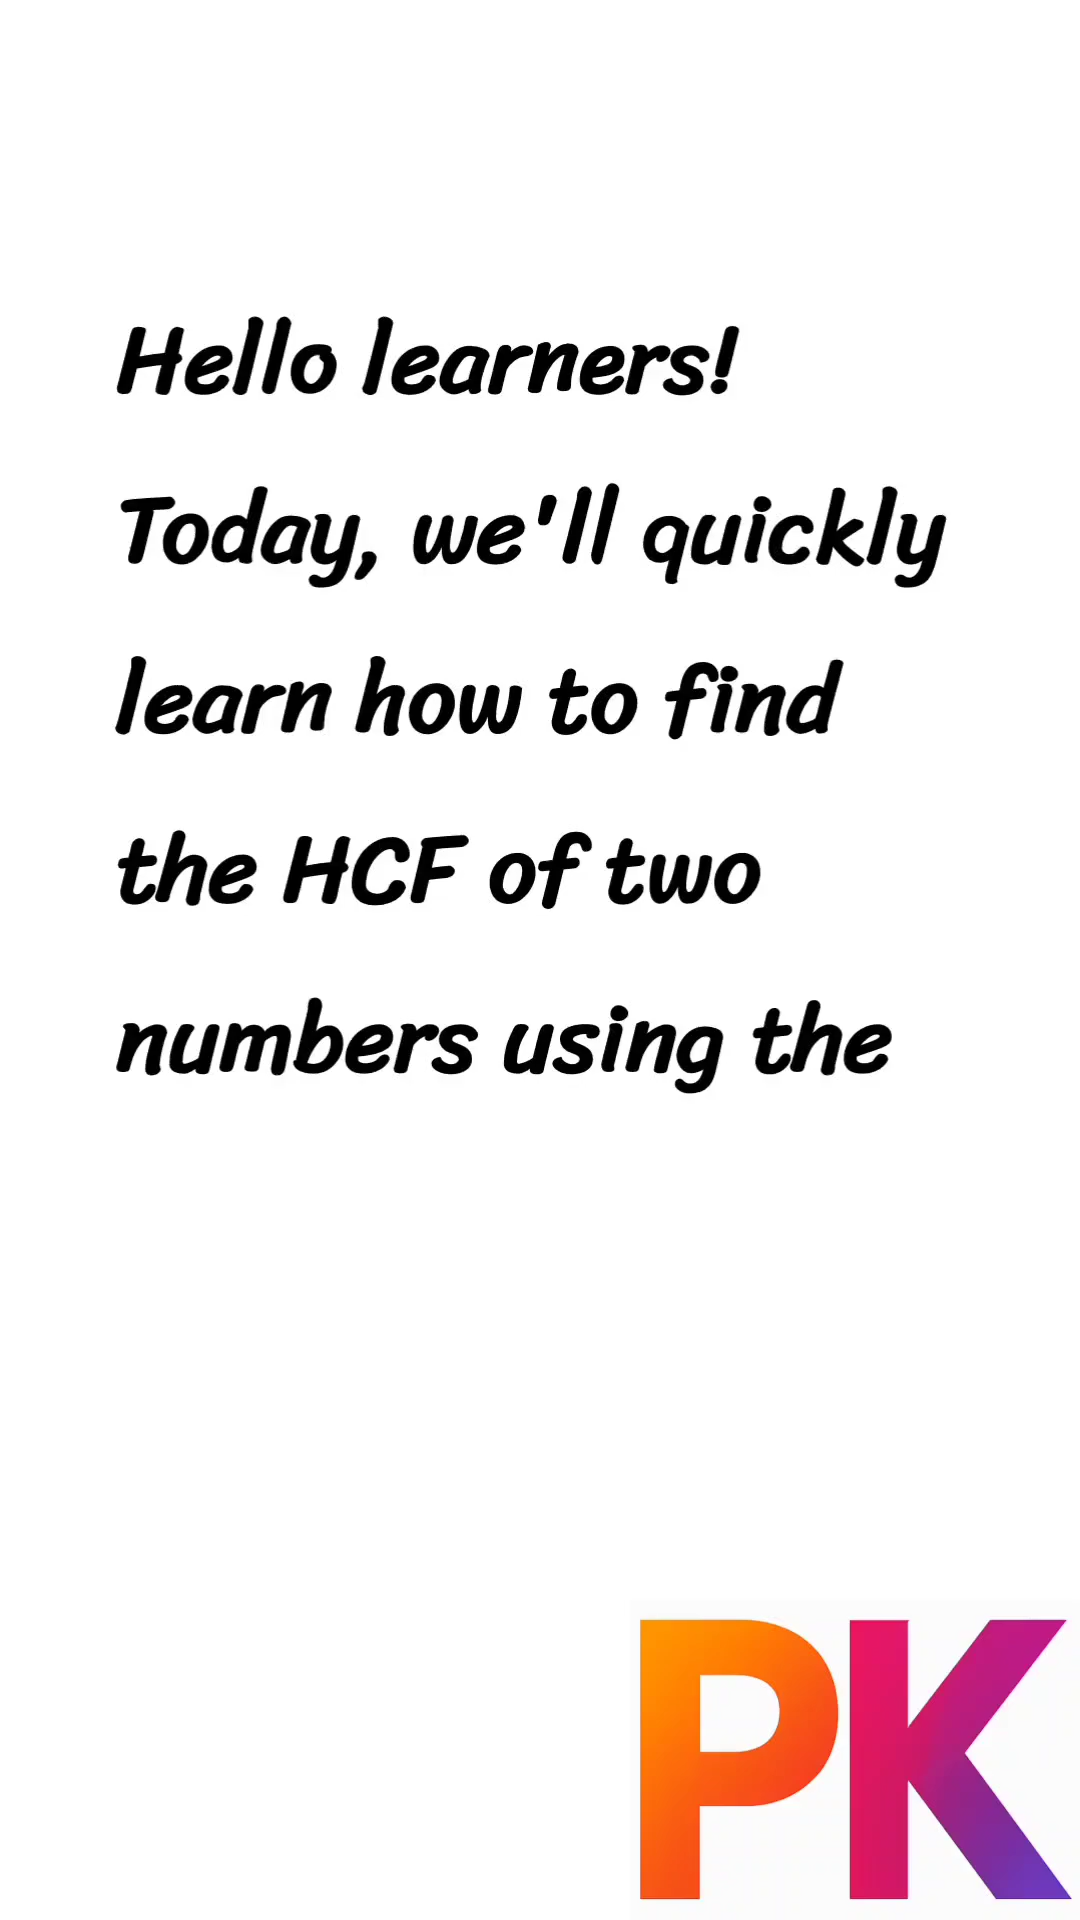 Hello learners!
Today, we'll quickly
learn how to find
the HCF of two
numbers using the
PK